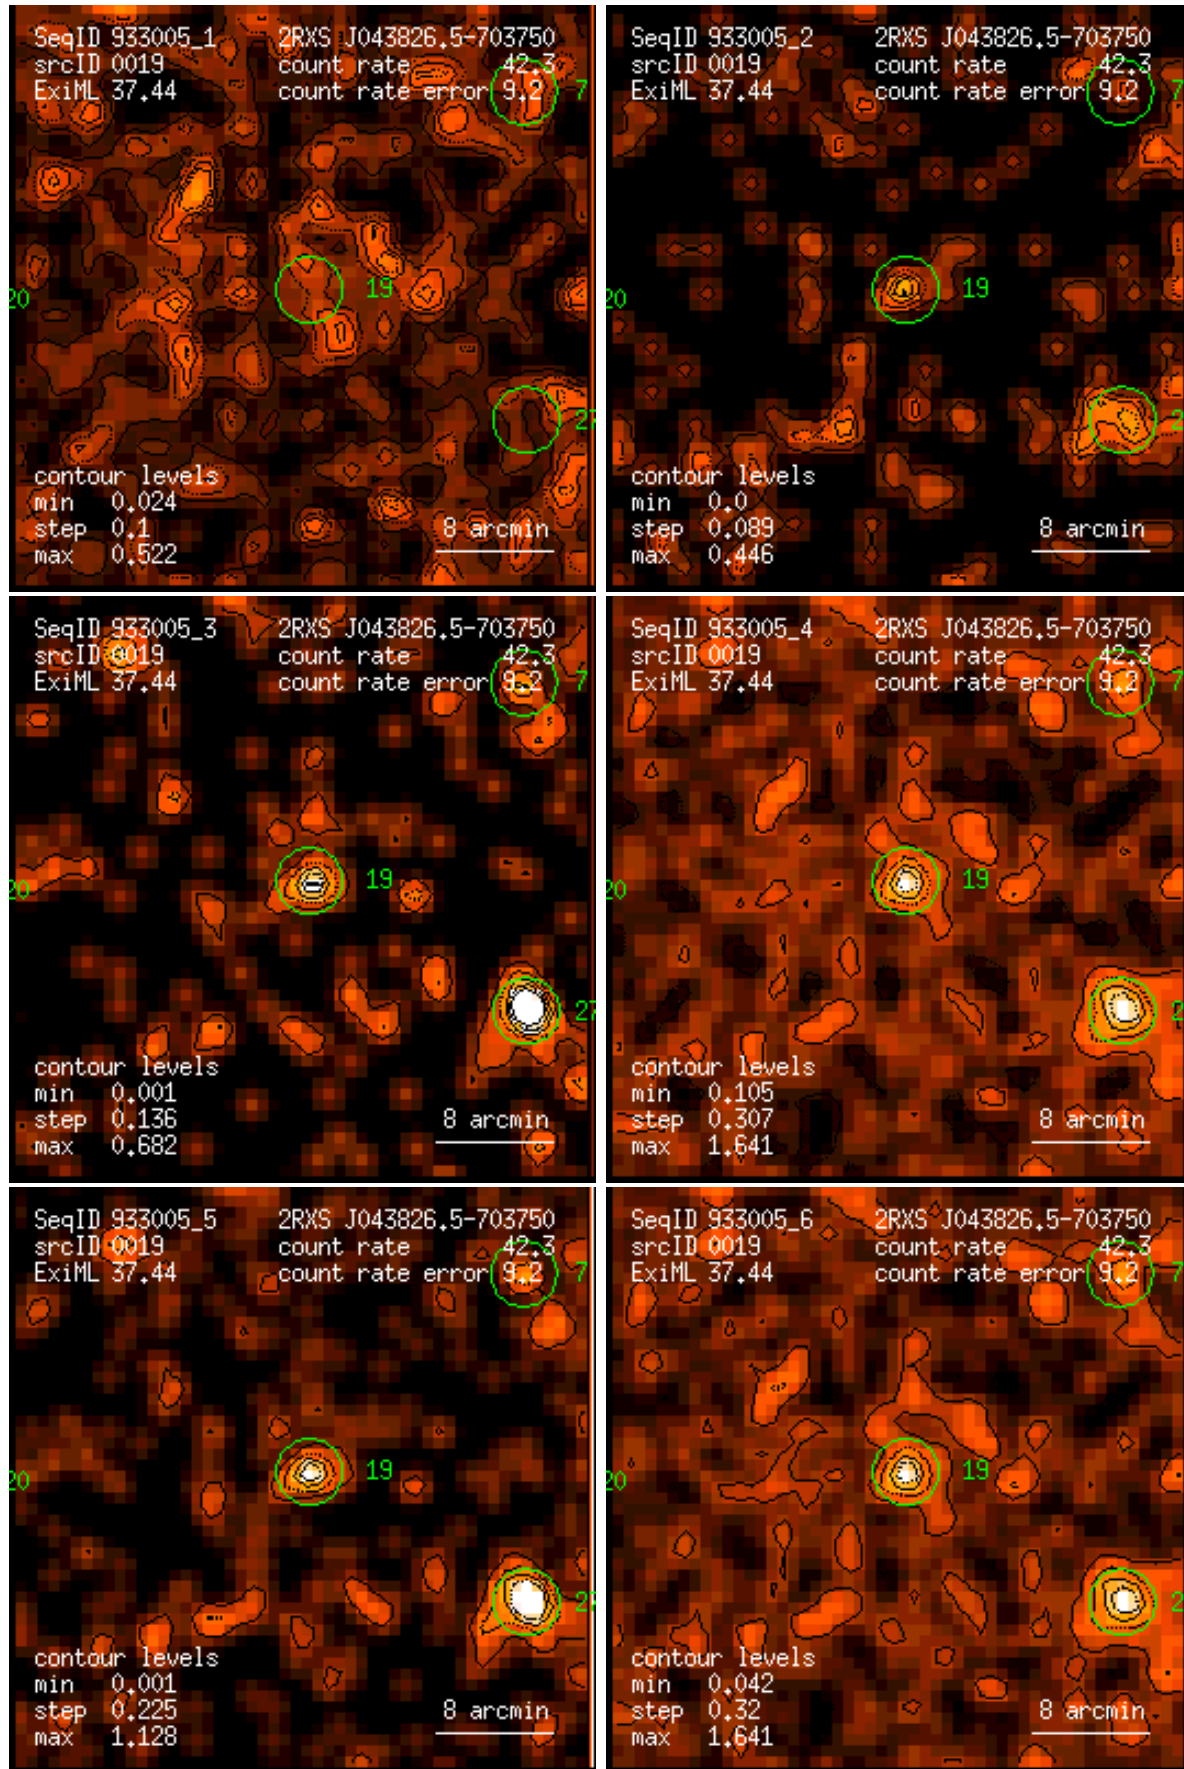 SeqID 933005_1 2RXS J043826.5-703750
srcID 0019 count rate 42.3
ExiML 37.44 count rate error 9.2 7
20 19
27
contour levels
min 0.024
step 0.1 8 arcmin
max 0.522
SeqID 933005_2 2RXS J043826.5-703750
srcID 0019 count rate 42.3
ExiML 37.44 count rate error 9.2 7
20 19
2
contour levels
min 0.0
step 0.089 8 arcmin
max 0.446
SeqID 933005_3 2RXS J043826.5-703750
srcID 0019 count rate 42.3
ExiML 37.44 count rate error 9.2 7
20 19
27
contour levels
min 0.001
step 0.136 8 arcmin
max 0.682
SeqID 933005_4 2RXS J043826.5-703750
srcID 0019 count rate 42.3
ExiML 37.44 count rate error 9.2 7
20 19
2
contour levels
min 0.105
step 0.307 8 arcmin
max 1.641
SeqID 933005_5 2RXS J043826.5-703750
srcID 0019 count rate 42.3
ExiML 37.44 count rate error 9.2 7
20 19
27
contour levels
min 0.001
step 0.225 8 arcmin
max 1.128
SeqID 933005_6 2RXS J043826.5-703750
srcID 0019 count rate 42.3
ExiML 37.44 count rate error 9.2 7
20 19
2
contour levels
min 0.042
step 0.32 8 arcmin
max 1.641